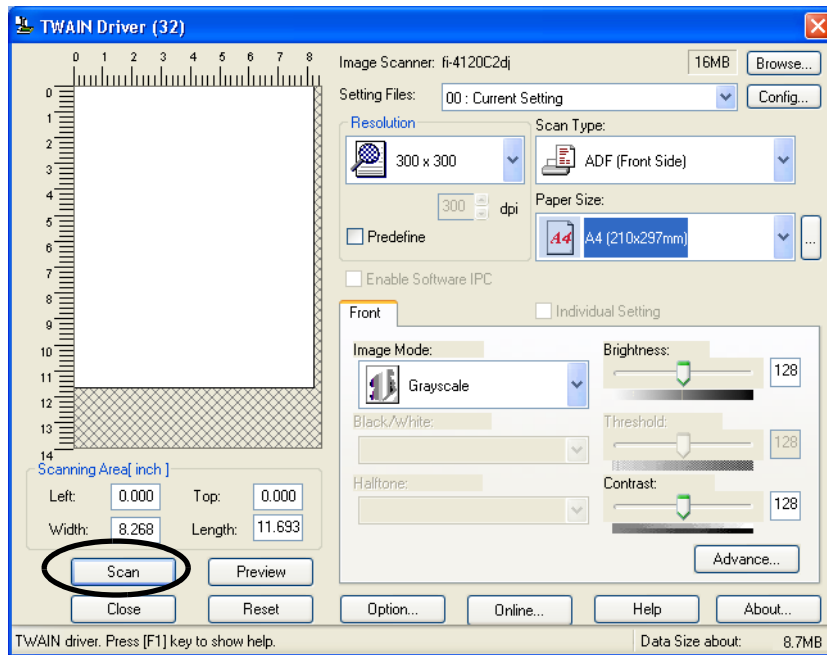 TWAIN Driver (32)
0 1 2 3 4 5 6 7 8
0
1
2
3
4
5
6
7
8
9
10
11
12
13
14
Image Scanner: fi-4120C2dj 16MB Browse...
Setting Files: 00 : Current Setting Config...
Resolution
300 x 300
300 dpi
Predefine
Scan Type:
ADF (Front Side)
Paper Size:
A4 A4 (210x297mm) ...
Enable Software IPC
Front
Individual Setting
Image Mode:
Grayscale
Black/White:
Halftone:
Brightness:
128
Threshold:
128
Contrast:
128
Advance...
Scanning Area[ inch ]
Left: 0.000 Top: 0.000
Width: 8.268 Length: 11.693
Scan Preview
Close Reset Option... Online... Help About...
TWAIN driver. Press [F1] key to show help. Data Size about: 8.7MB